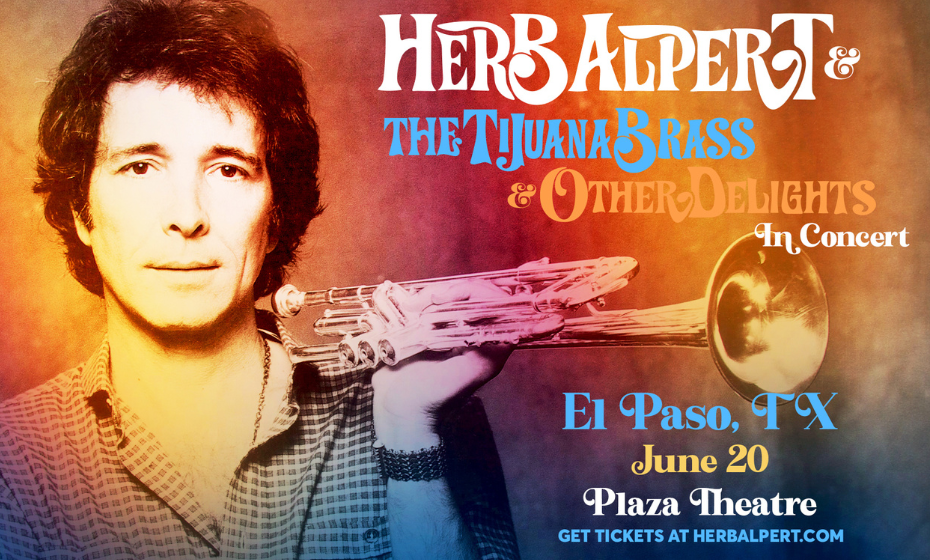 HERB ALPERT &
THE TIJUANA BRASS
& OTHER DELIGHTS
In Concert
El Paso, TX
June 20
Plaza Theatre
GET TICKETS AT HERBALPERT.COM